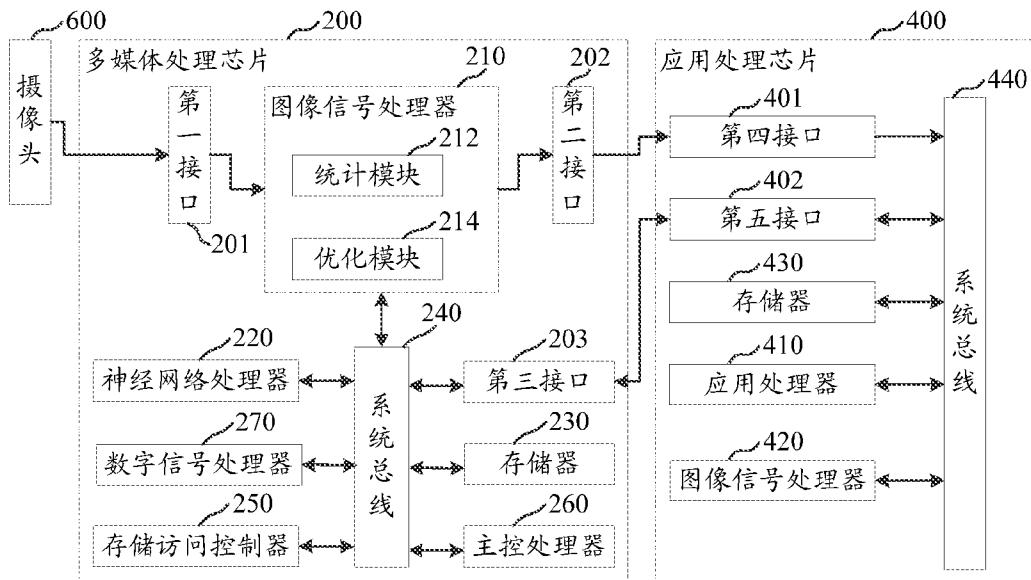 600
摄像头
200
多媒体处理芯片
第一接口
201
210
图像信号处理器
212
统计模块
214
优化模块
202
第二接口
220
神经网络处理器
270
数字信号处理器
250
存储访问控制器
240
系统总线
203
第三接口
230
存储器
260
主控处理器
400
应用处理芯片
401
第四接口
402
第五接口
430
存储器
410
应用处理器
420
图像信号处理器
440
系统总线